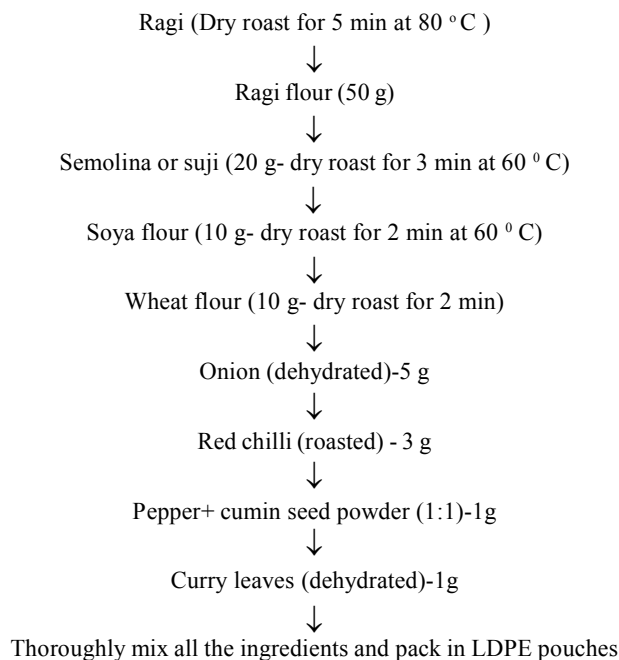 Ragi (Dry roast for 5 min at 80 ᵒ C )
↓
Ragi flour (50 g)
↓
Semolina or suji (20 g- dry roast for 3 min at 60 ⁰ C)
↓
Soya flour (10 g- dry roast for 2 min at 60 ⁰ C)
↓
Wheat flour (10 g- dry roast for 2 min)
↓
Onion (dehydrated)-5 g
↓
Red chilli (roasted) - 3 g
↓
Pepper+ cumin seed powder (1:1)-1g
↓
Curry leaves (dehydrated)-1g
↓
Thoroughly mix all the ingredients and pack in LDPE pouches